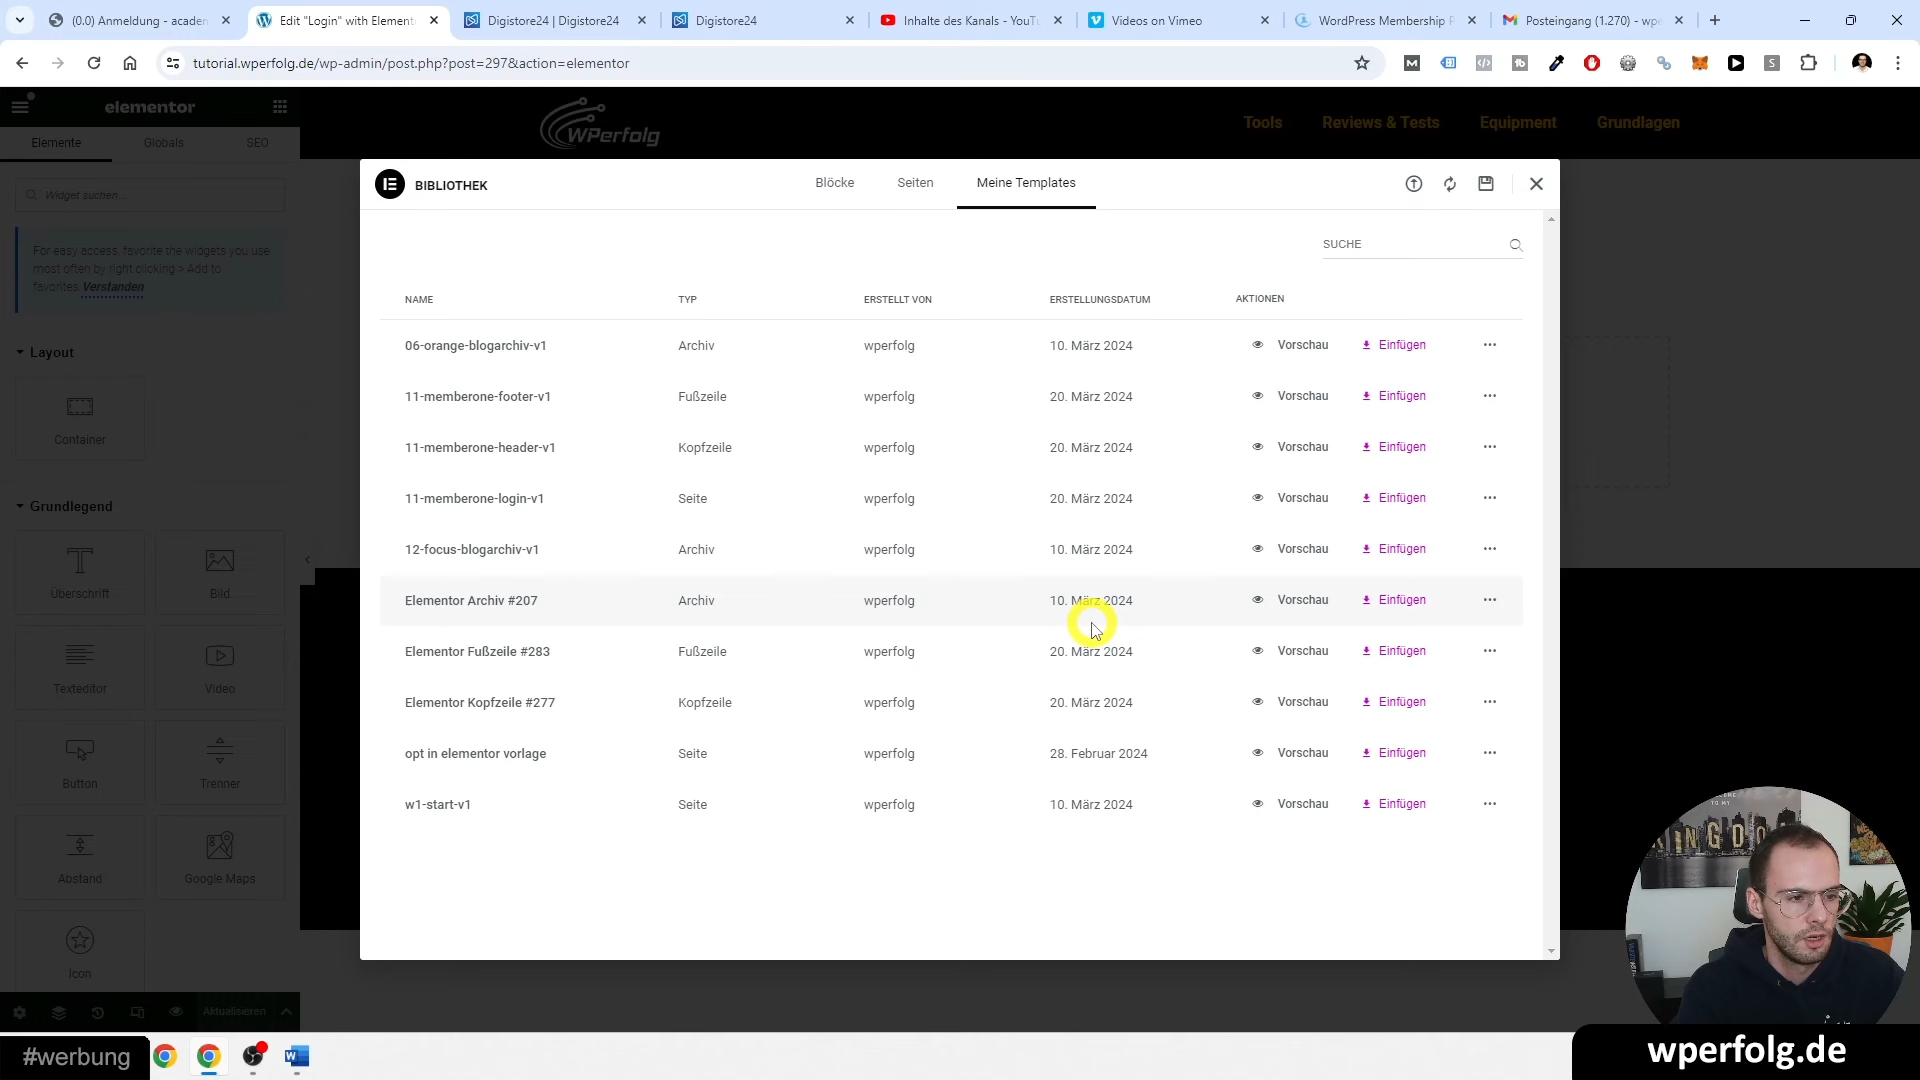 (0.0) Anmeldung - acaden
Edit "Login" with Element
Digistore24 | Digistore24
Digistore24
Inhalte des Kanals - YouTu
Videos on Vimeo
WordPress Membership P
Posteingang (1.270) - wpe
tutorial.wperfolg.de/wp-admin/post.php?post=297&action=elementor
elementor
Elemente
Globals
SEO
WPerfolg
Tools
Reviews & Tests
Equipment
Grundlagen
Widget suchen...
For easy access, favorite the widgets you use
most often by right clicking > Add to
favorites. Verstanden
Layout
Container
Grundlegend
Überschrift
Bild
Texteditor
Video
Button
Trenner
Abstand
Google Maps
Icon
Aktualisieren
BIBLIOTHEK
Blöcke
Seiten
Meine Templates
SUCHE
NAME TYP ERSTELLT VON ERSTELLUNGSDATUM AKTIONEN
06-orange-blogarchiv-v1 Archiv wperfolg 10. März 2024 Vorschau Einfügen
11-memberone-footer-v1 Fußzeile wperfolg 20. März 2024 Vorschau Einfügen
11-memberone-header-v1 Kopfzeile wperfolg 20. März 2024 Vorschau Einfügen
11-memberone-login-v1 Seite wperfolg 20. März 2024 Vorschau Einfügen
12-focus-blogarchiv-v1 Archiv wperfolg 10. März 2024 Vorschau Einfügen
Elementor Archiv #207 Archiv wperfolg 10. März 2024 Vorschau Einfügen
Elementor Fußzeile #283 Fußzeile wperfolg 20. März 2024 Vorschau Einfügen
Elementor Kopfzeile #277 Kopfzeile wperfolg 20. März 2024 Vorschau Einfügen
opt in elementor vorlage Seite wperfolg 28. Februar 2024 Vorschau Einfügen
w1-start-v1 Seite wperfolg 10. März 2024 Vorschau Einfügen
TO MY
KINGDO
#werbung
wperfolg.de